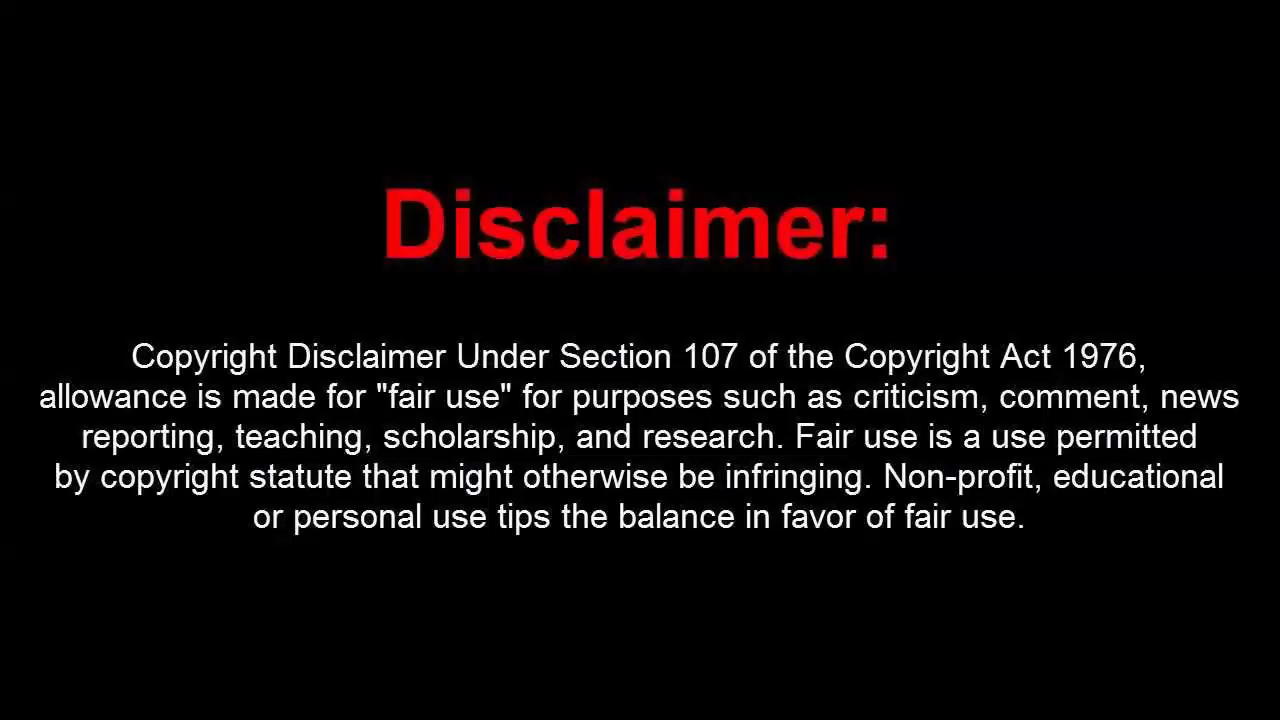 Disclaimer:
Copyright Disclaimer Under Section 107 of the Copyright Act 1976,
allowance is made for "fair use" for purposes such as criticism, comment, news
reporting, teaching, scholarship, and research. Fair use is a use permitted
by copyright statute that might otherwise be infringing. Non-profit, educational
or personal use tips the balance in favor of fair use.